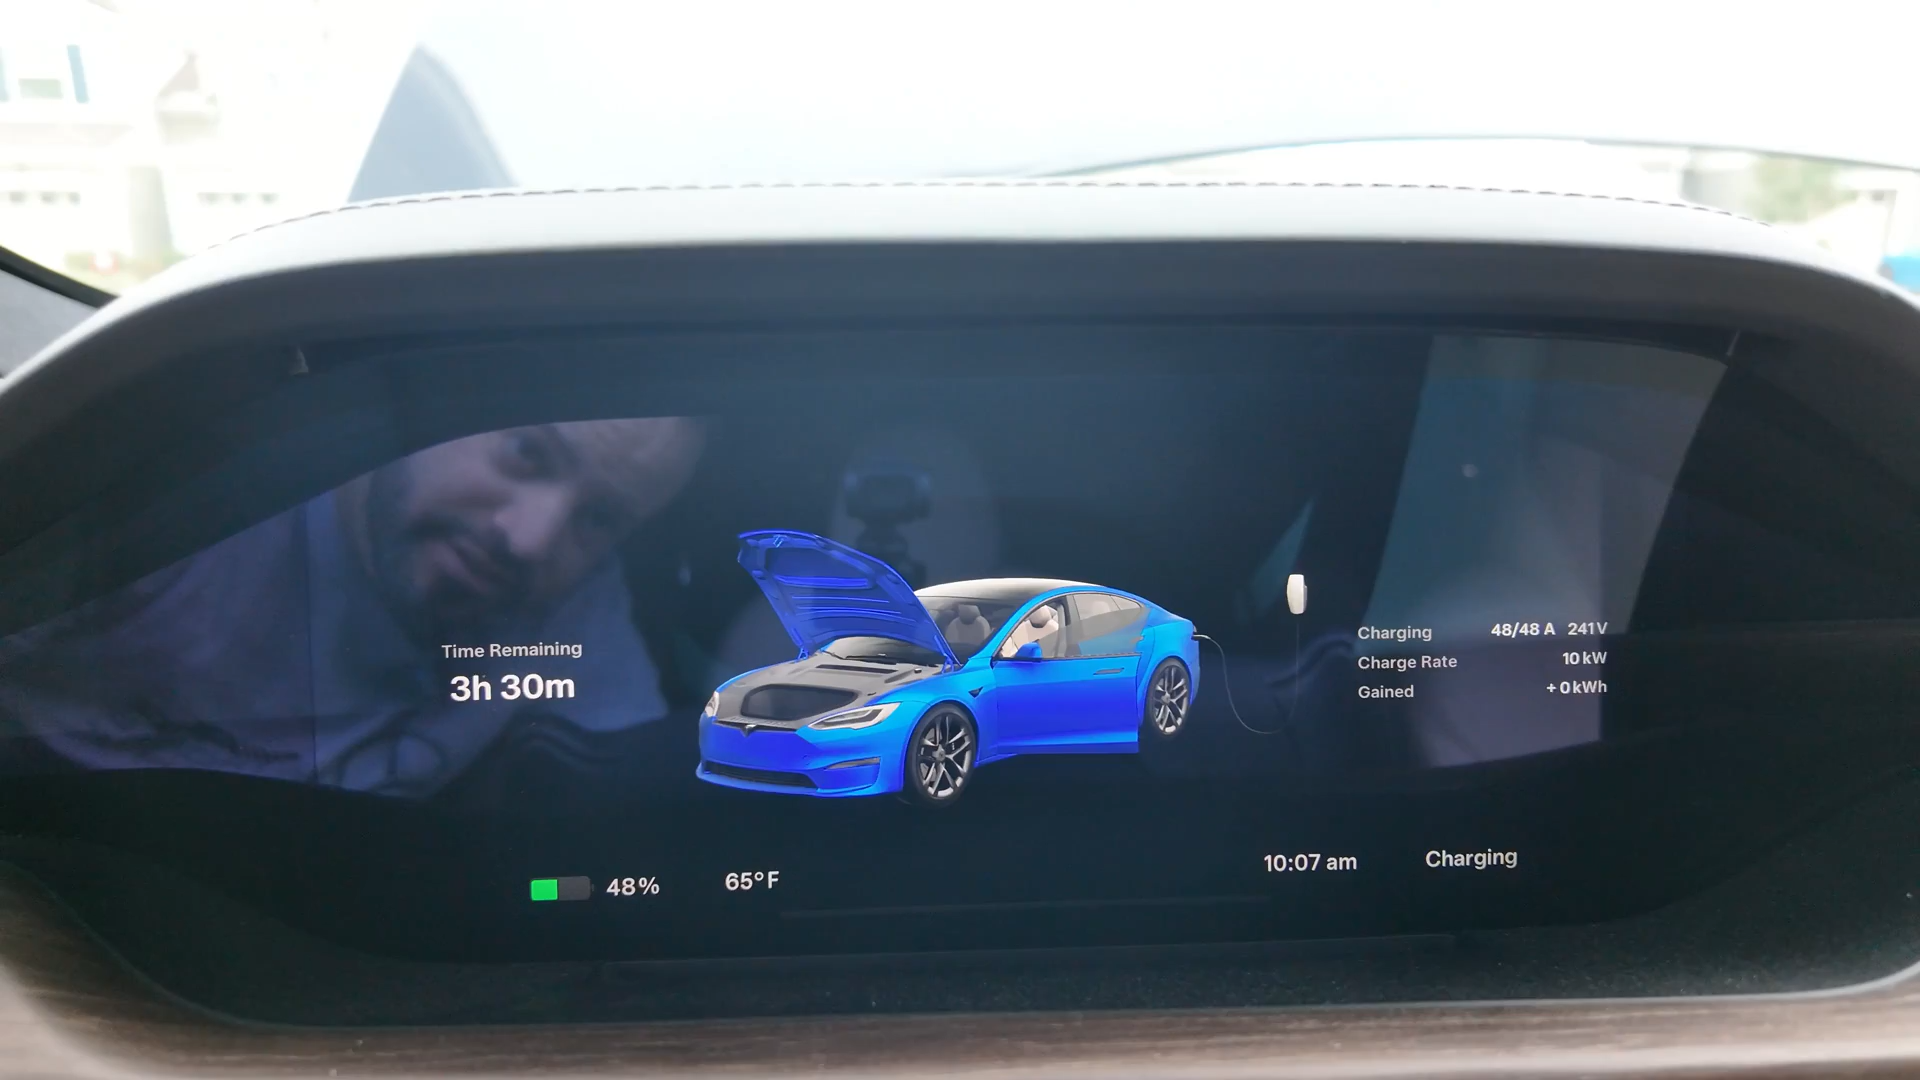 Time Remaining
3h 30m
Charging 48/48 A 241V
Charge Rate 10 kW
Gained + 0 kWh
48%
65°F
10:07 am
Charging